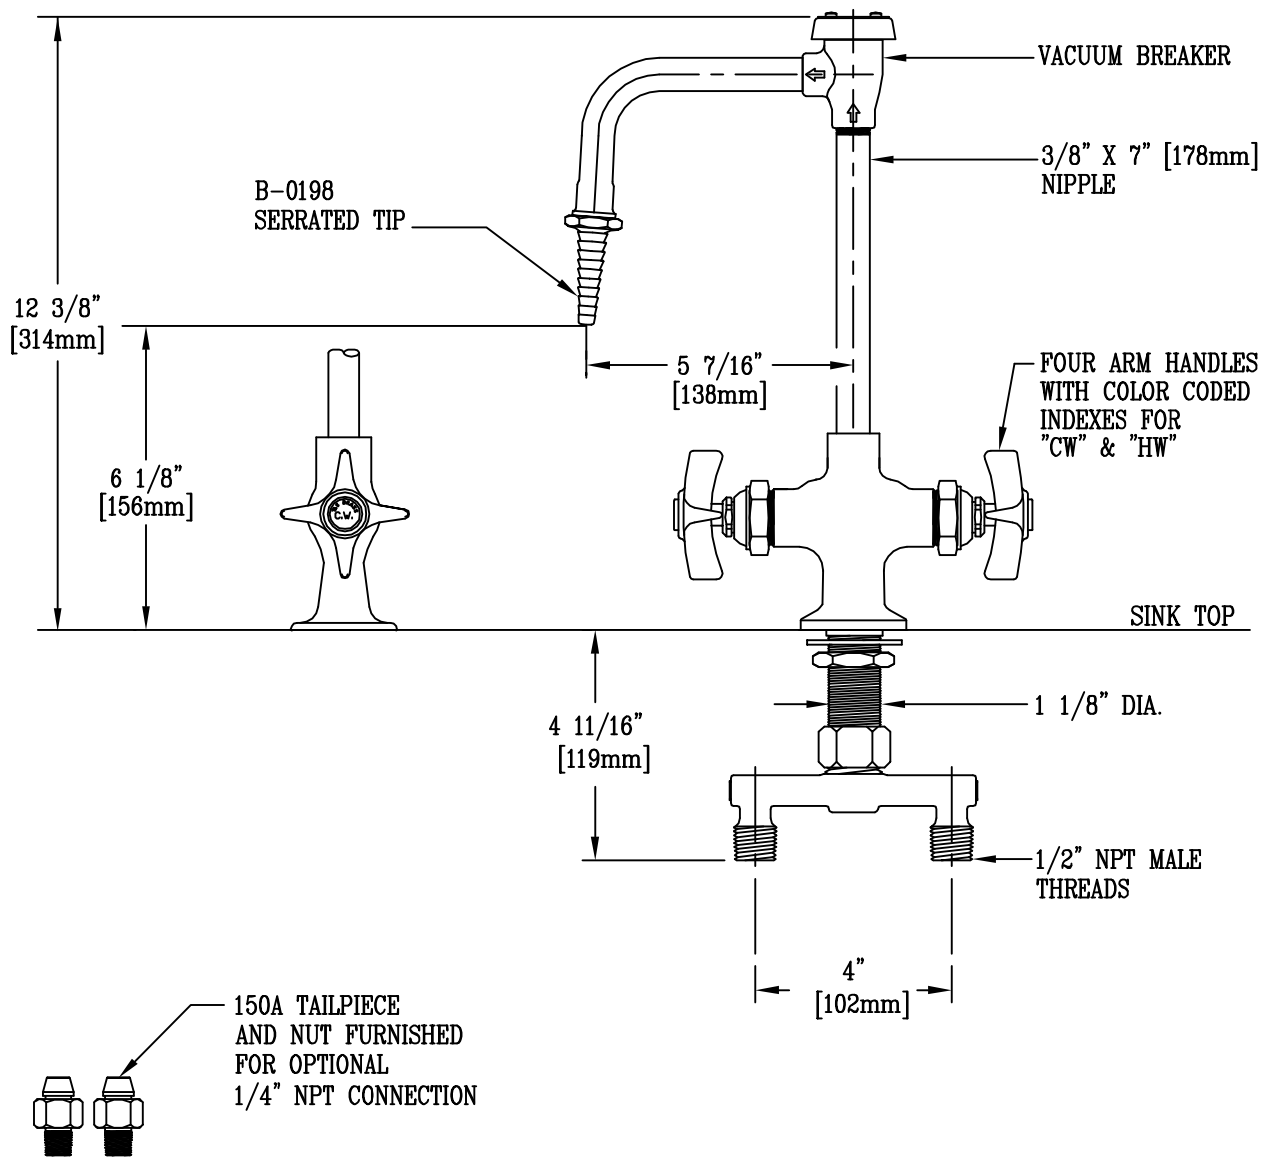 VACUUM BREAKER
3/8" X 7" [178mm]
NIPPLE
B-0198
SERRATED TIP
12 3/8"
[314mm]
5 7/16"
[138mm]
FOUR ARM HANDLES
WITH COLOR CODED
INDEXES FOR
"CW" & "HW"
6 1/8"
[156mm]
C.W.
SINK TOP
4 11/16"
[119mm]
1 1/8" DIA.
1/2" NPT MALE
THREADS
4"
[102mm]
150A TAILPIECE
AND NUT FURNISHED
FOR OPTIONAL
1/4" NPT CONNECTION